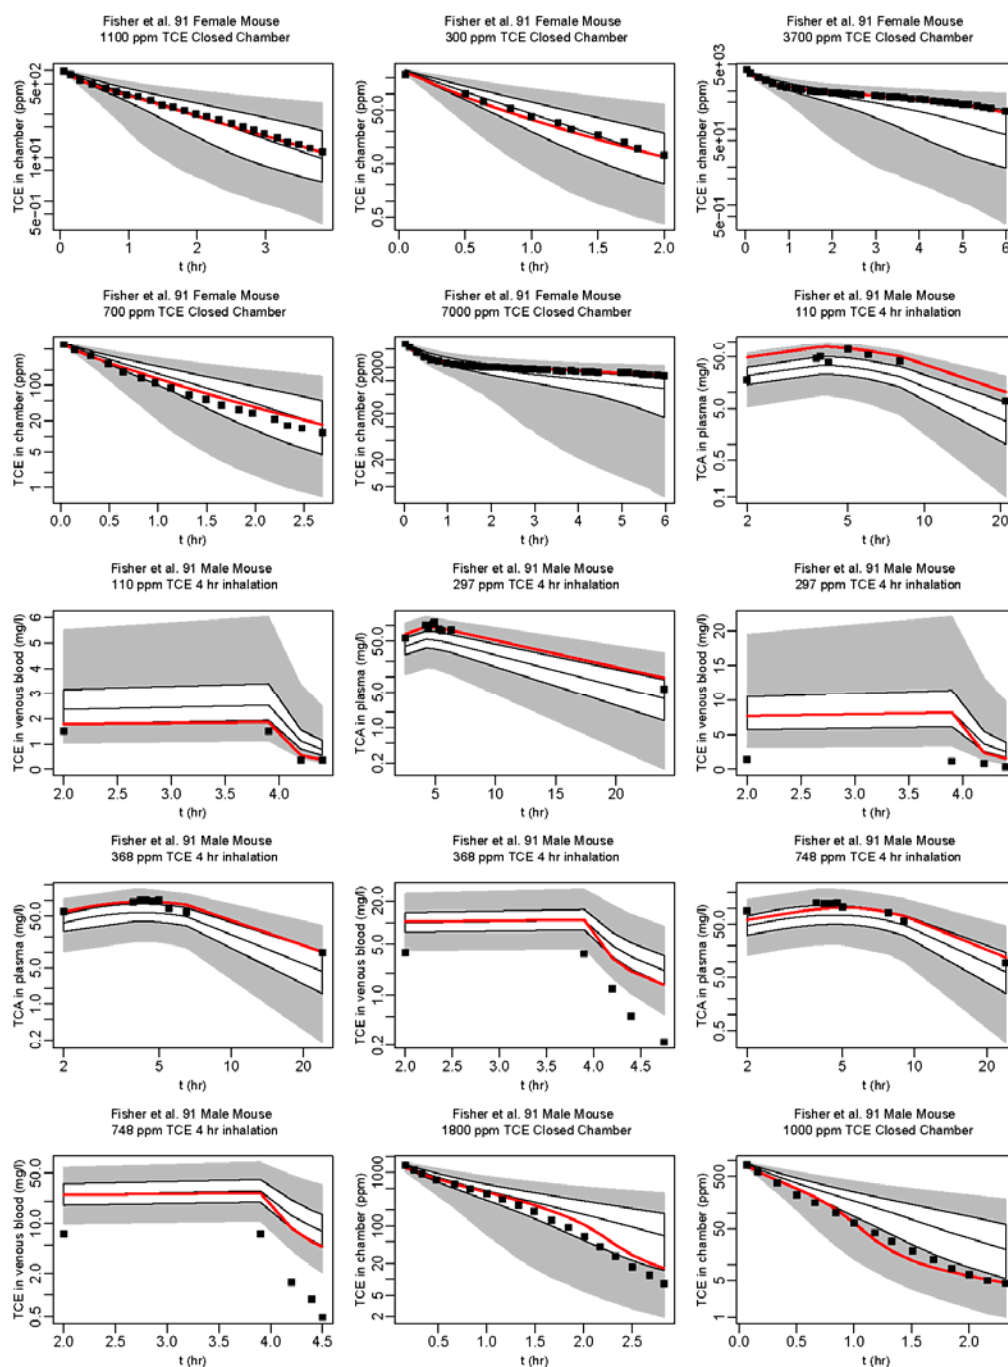 Fisher et al. 91 Female Mouse
1100 ppm TCE Closed Chamber
TCE in chamber (ppm)
5e−01 1e+01 5e+02
0 1 2 3
t (hr)
Fisher et al. 91 Female Mouse
300 ppm TCE Closed Chamber
TCE in chamber (ppm)
0.5 5.0 50.0
0.0 0.5 1.0 1.5 2.0
t (hr)
Fisher et al. 91 Female Mouse
3700 ppm TCE Closed Chamber
TCE in chamber (ppm)
5e−01 5e+01 5e+03
0 1 2 3 4 5 6
t (hr)
Fisher et al. 91 Female Mouse
700 ppm TCE Closed Chamber
TCE in chamber (ppm)
1 5 20 100
0.0 0.5 1.0 1.5 2.0 2.5
t (hr)
Fisher et al. 91 Female Mouse
7000 ppm TCE Closed Chamber
TCE in chamber (ppm)
5 20 200 2000
0 1 2 3 4 5 6
t (hr)
Fisher et al. 91 Male Mouse
110 ppm TCE 4 hr inhalation
TCA in plasma (mg/l)
0.1 0.5 5.0 50.0
2 5 10 20
t (hr)
Fisher et al. 91 Male Mouse
110 ppm TCE 4 hr inhalation
TCE in venous blood (mg/l)
0 1 2 3 4 5 6
2.0 2.5 3.0 3.5 4.0
t (hr)
Fisher et al. 91 Male Mouse
297 ppm TCE 4 hr inhalation
TCA in plasma (mg/l)
0.2 1.0 5.0 50.0
5 10 15 20
t (hr)
Fisher et al. 91 Male Mouse
297 ppm TCE 4 hr inhalation
TCE in venous blood (mg/l)
0 5 10 15 20
2.0 2.5 3.0 3.5 4.0
t (hr)
Fisher et al. 91 Male Mouse
368 ppm TCE 4 hr inhalation
TCA in plasma (mg/l)
0.2 1.0 5.0 50.0
2 5 10 20
t (hr)
Fisher et al. 91 Male Mouse
368 ppm TCE 4 hr inhalation
TCE in venous blood (mg/l)
0.2 1.0 5.0 20.0
2.0 2.5 3.0 3.5 4.0 4.5
t (hr)
Fisher et al. 91 Male Mouse
748 ppm TCE 4 hr inhalation
TCA in plasma (mg/l)
0.5 5.0 50.0
2 5 10 20
t (hr)
Fisher et al. 91 Male Mouse
748 ppm TCE 4 hr inhalation
TCE in venous blood (mg/l)
0.5 2.0 10.0 50.0
2.0 2.5 3.0 3.5 4.0 4.5
t (hr)
Fisher et al. 91 Male Mouse
1800 ppm TCE Closed Chamber
TCE in chamber (ppm)
2 5 20 1000 1000
0.5 1.0 1.5 2.0 2.5
t (hr)
Fisher et al. 91 Male Mouse
1000 ppm TCE Closed Chamber
TCE in chamber (ppm)
1 5 50 500
0.0 0.5 1.0 1.5 2.0
t (hr)